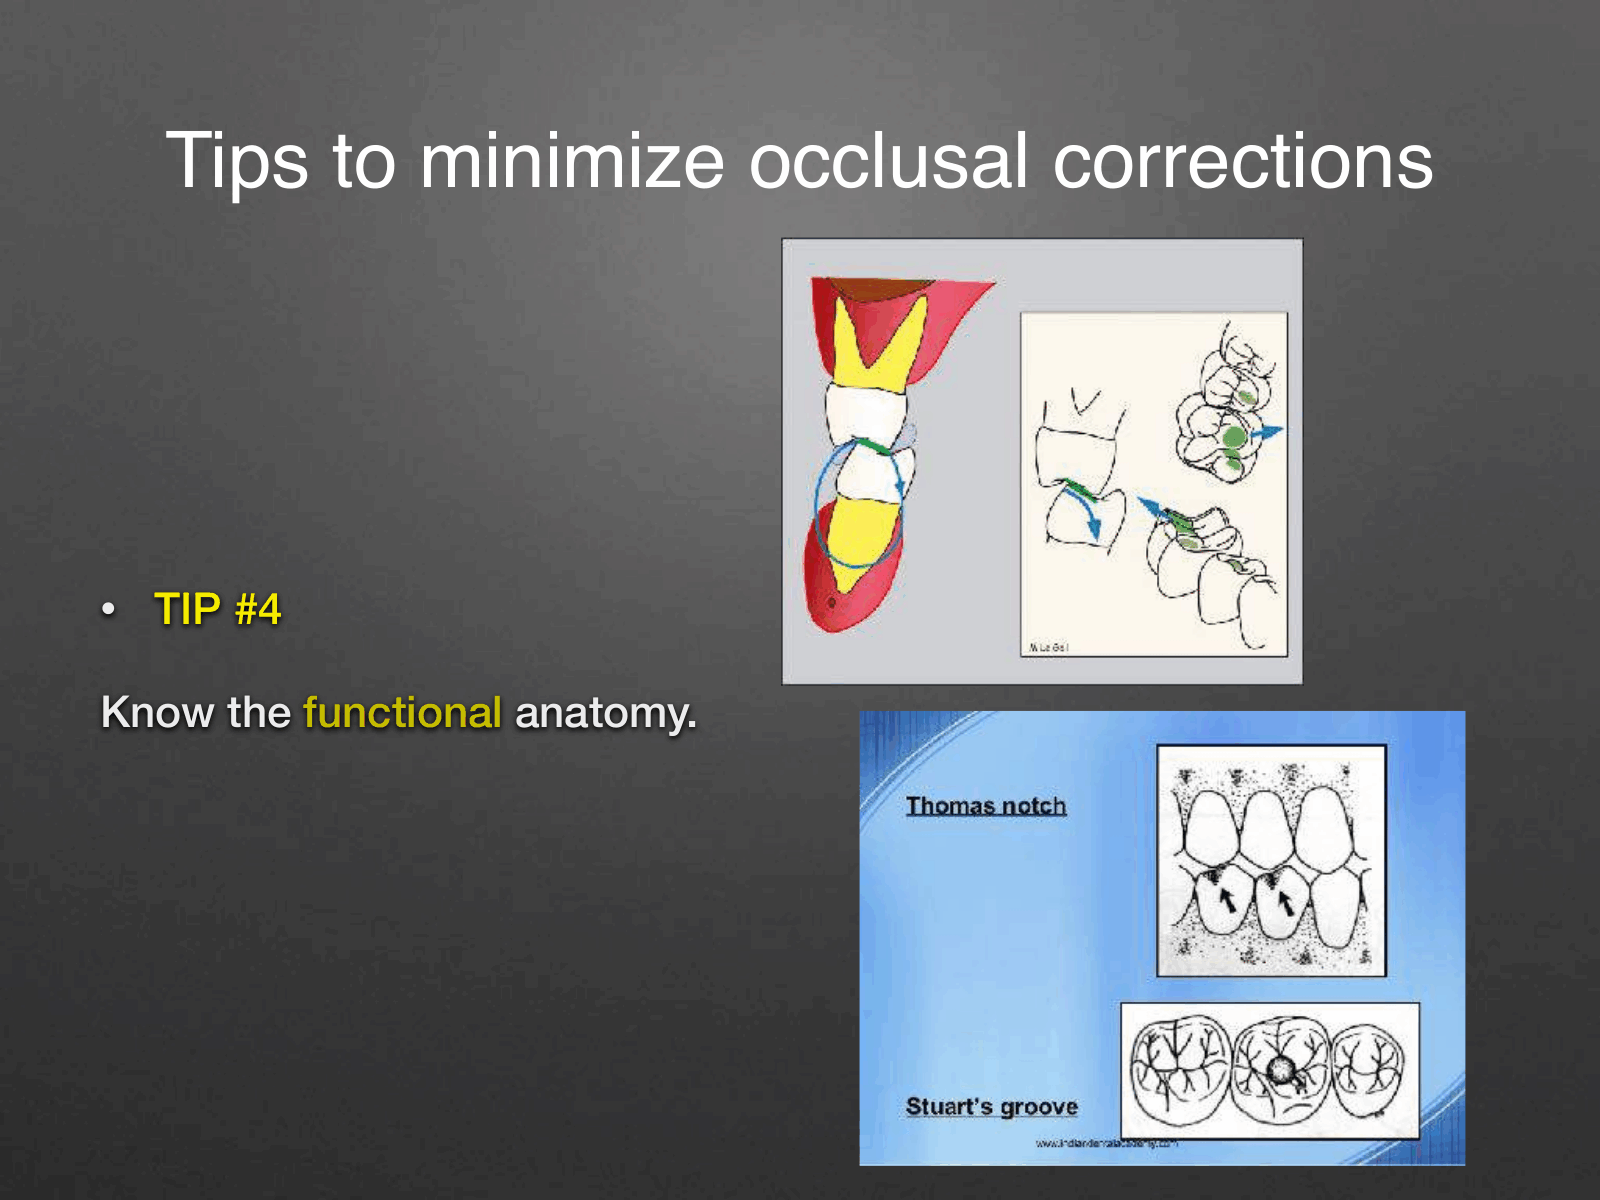 Tips to minimize occlusal corrections
• TIP #4
Know the functional anatomy.
M Le Gal
Thomas notch
Stuart's groove
www.indiandentalacademy.com